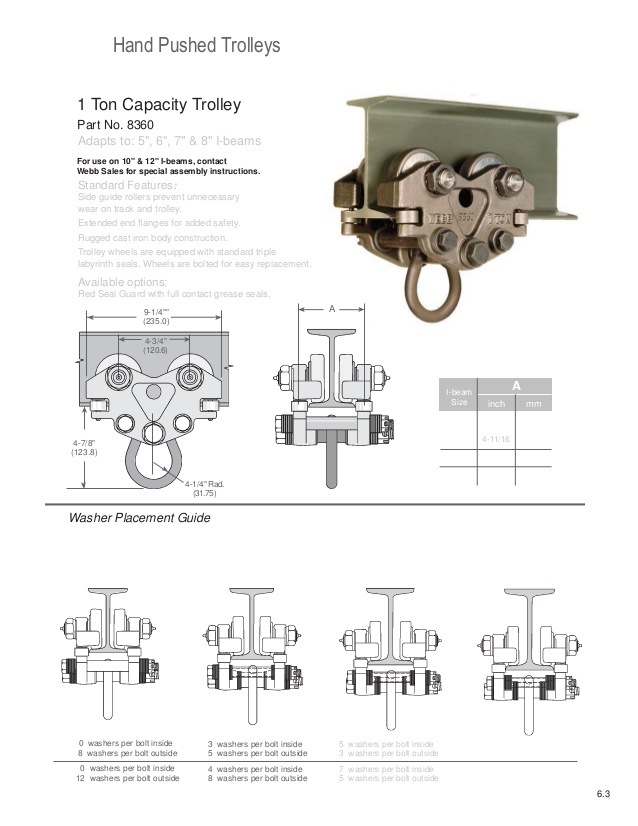 Hand Pushed Trolleys
1 Ton Capacity Trolley
Part No. 8360
Adapts to: 5", 6", 7" & 8" I-beams
For use on 10" & 12" I-beams, contact
Webb Sales for special assembly instructions.
Standard Features:
Side guide rollers prevent unnecessary
wear on track and trolley.
Extended end flanges for added safety.
Rugged cast iron body construction.
Trolley wheels are equipped with standard triple
labyrinth seals. Wheels are bolted for easy replacement.
Available options:
Red Seal Guard with full contact grease seals.
WEBB 8360 1 TON
9-1/4""
(235.0)
4-3/4"
(120.6)
4-7/8"
(123.8)
4-1/4" Rad.
(31.75)
A
I-beam
Size
A
inch mm
4-11/16
Washer Placement Guide
0 washers per bolt inside
8 washers per bolt outside
3 washers per bolt inside
5 washers per bolt outside
5 washers per bolt inside
3 washers per bolt outside
0 washers per bolt inside
12 washers per bolt outside
4 washers per bolt inside
8 washers per bolt outside
7 washers per bolt inside
5 washers per bolt outside
6.3